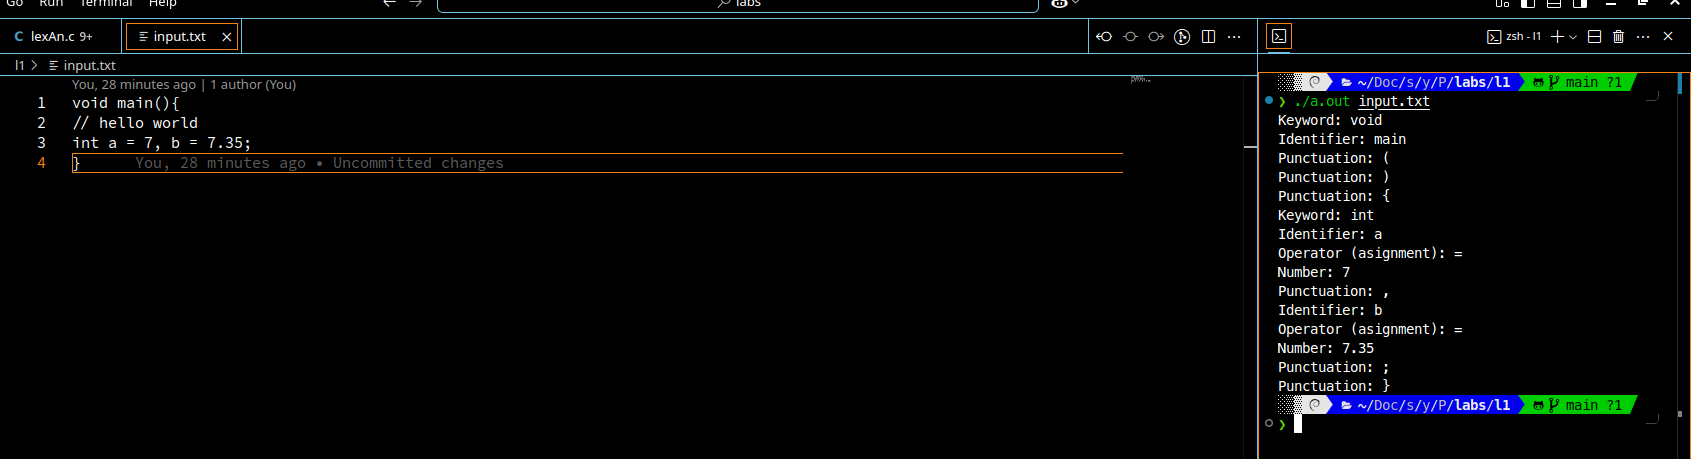 Go Run Terminal Help
labs
lexAn.c 9+ input.txt
zsh - l1
l1 > input.txt
You, 28 minutes ago | 1 author (You)
1 void main(){
2 // hello world
3 int a = 7, b = 7.35;
4 } You, 28 minutes ago • Uncommitted changes
~/Doc/s/y/P/labs/l1 main ?1
❯ ./a.out input.txt
Keyword: void
Identifier: main
Punctuation: (
Punctuation: )
Punctuation: {
Keyword: int
Identifier: a
Operator (asignment): =
Number: 7
Punctuation: ,
Identifier: b
Operator (asignment): =
Number: 7.35
Punctuation: ;
Punctuation: }
~/Doc/s/y/P/labs/l1 main ?1
❯